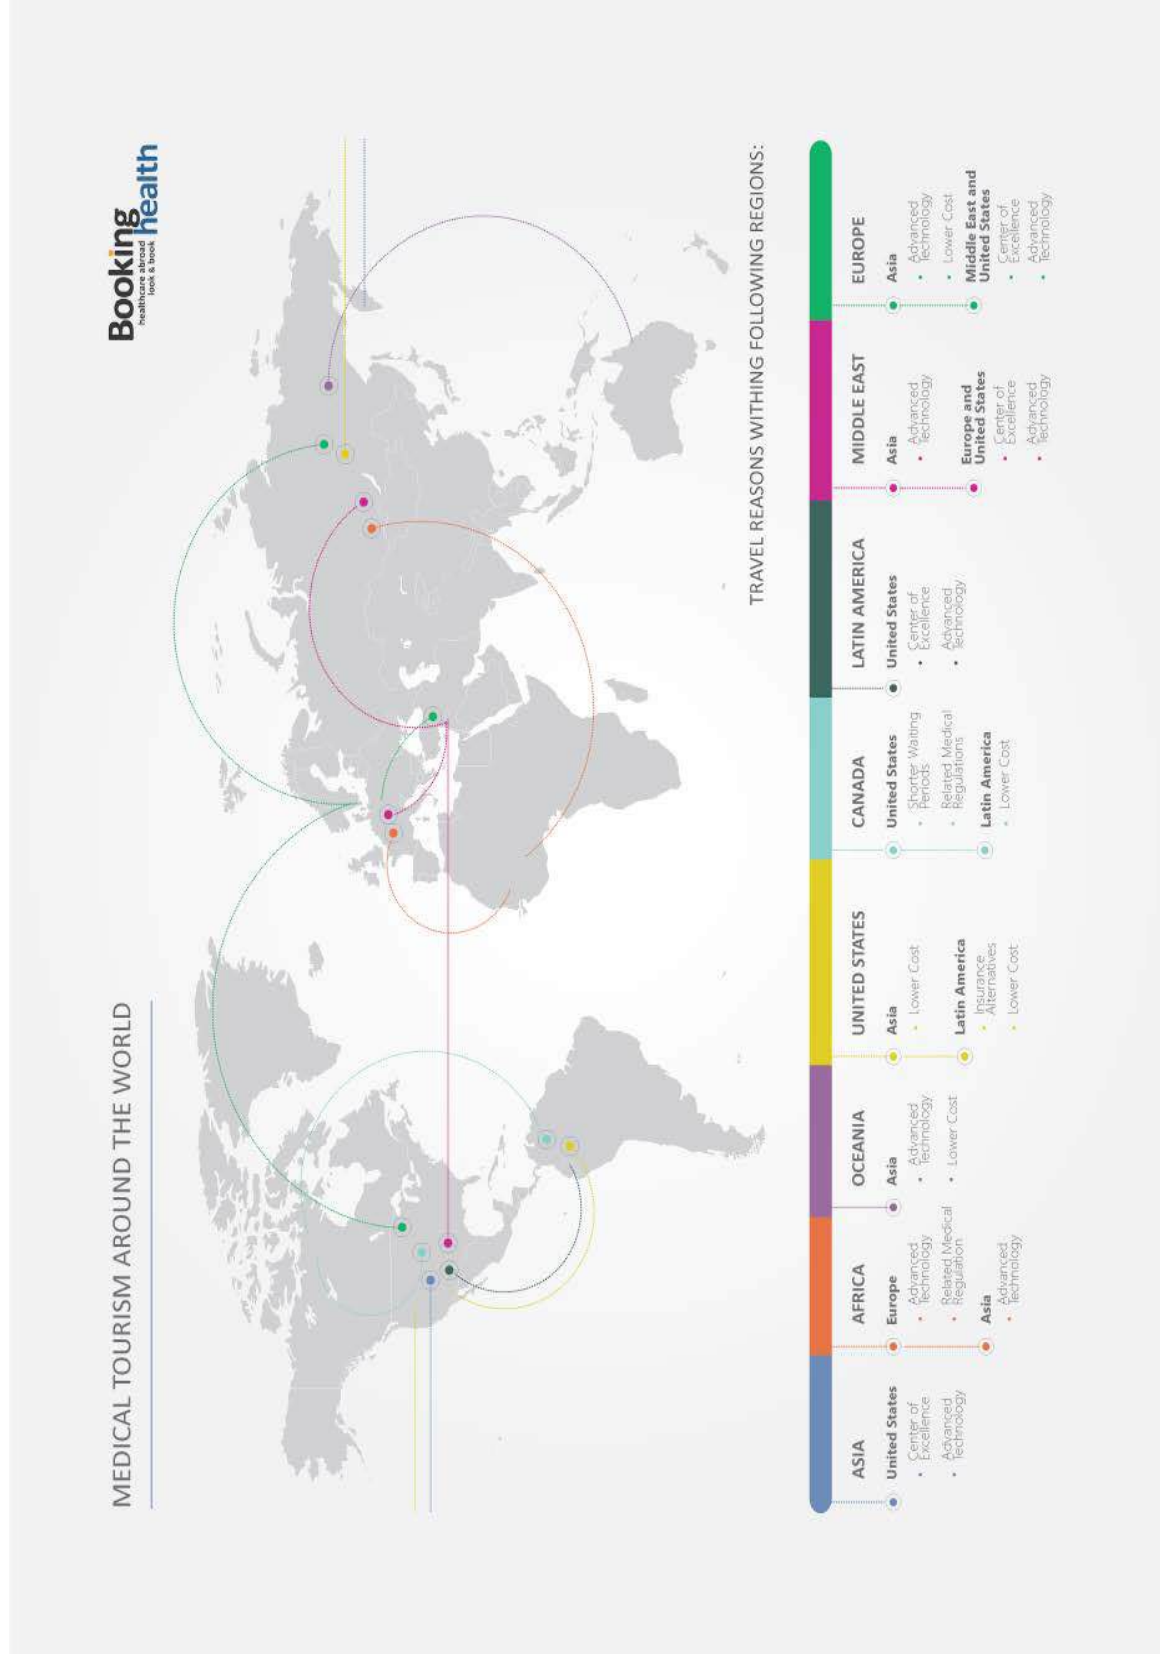 MEDICAL TOURISM AROUND THE WORLD
Booking
health
healthcare abroad
look & book
TRAVEL REASONS WITHING FOLLOWING REGIONS:
ASIA
United States
• Center of
Excellence
• Advanced
Technology
AFRICA
Europe
• Advanced
Technology
• Related Medical
Regulation
Asia
• Advanced
Technology
OCEANIA
Asia
• Advanced
Technology
• Lower Cost
UNITED STATES
Asia
• Lower Cost
Latin America
• Insurance
Alternatives
• Lower Cost
CANADA
United States
• Shorter Waiting
Periods
• Related Medical
Regulations
Latin America
• Lower Cost
LATIN AMERICA
United States
• Center of
Excellence
• Advanced
Technology
MIDDLE EAST
Asia
• Advanced
Technology
Europe and
United States
• Center of
Excellence
• Advanced
Technology
EUROPE
Asia
• Advanced
Technology
• Lower Cost
Middle East and
United States
• Center of
Excellence
• Advanced
Technology